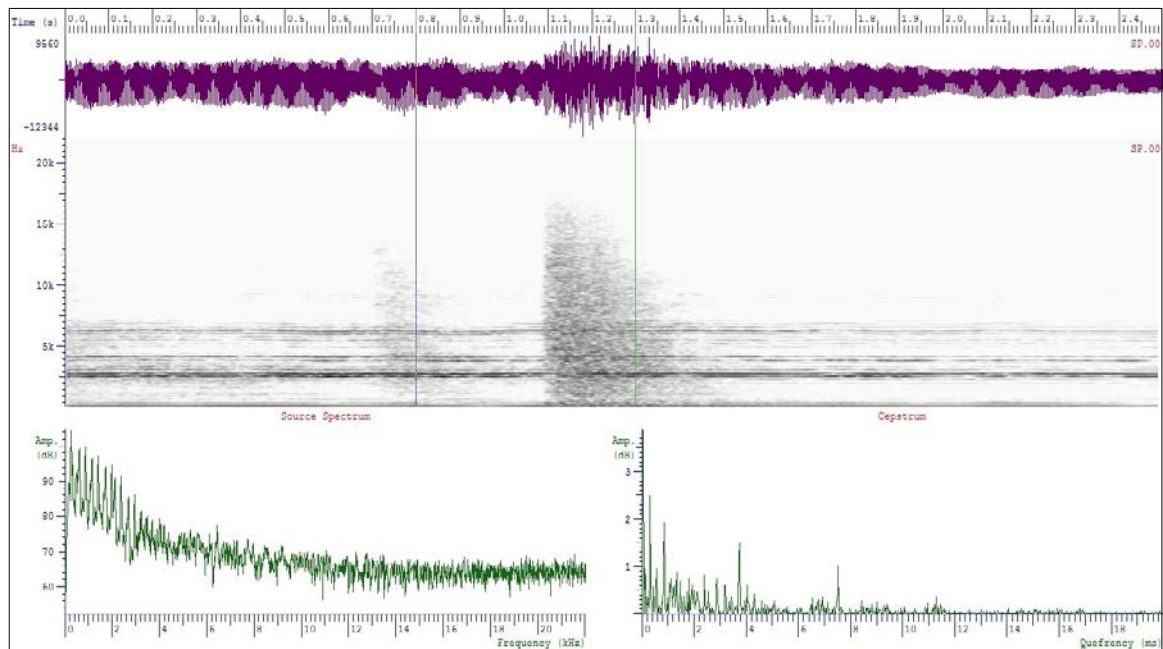 Time (s) 0.0 0.1 0.2 0.3 0.4 0.5 0.6 0.7 0.8 0.9 1.0 1.1 1.2 1.3 1.4 1.5 1.6 1.7 1.8 1.9 2.0 2.1 2.2 2.3 2.4
9560 SD.00
-12344
Hz SP.00
20k
15k
10k
5k
Source Spectrum Cepstrum
Amp. Amp.
(dB) (dB)
3
90
80
2
70
1
60
0 2 4 6 8 10 12 14 16 18 20 0 2 4 6 8 10 12 14 16 18
Frequency (kHz) Quefrency (ms)